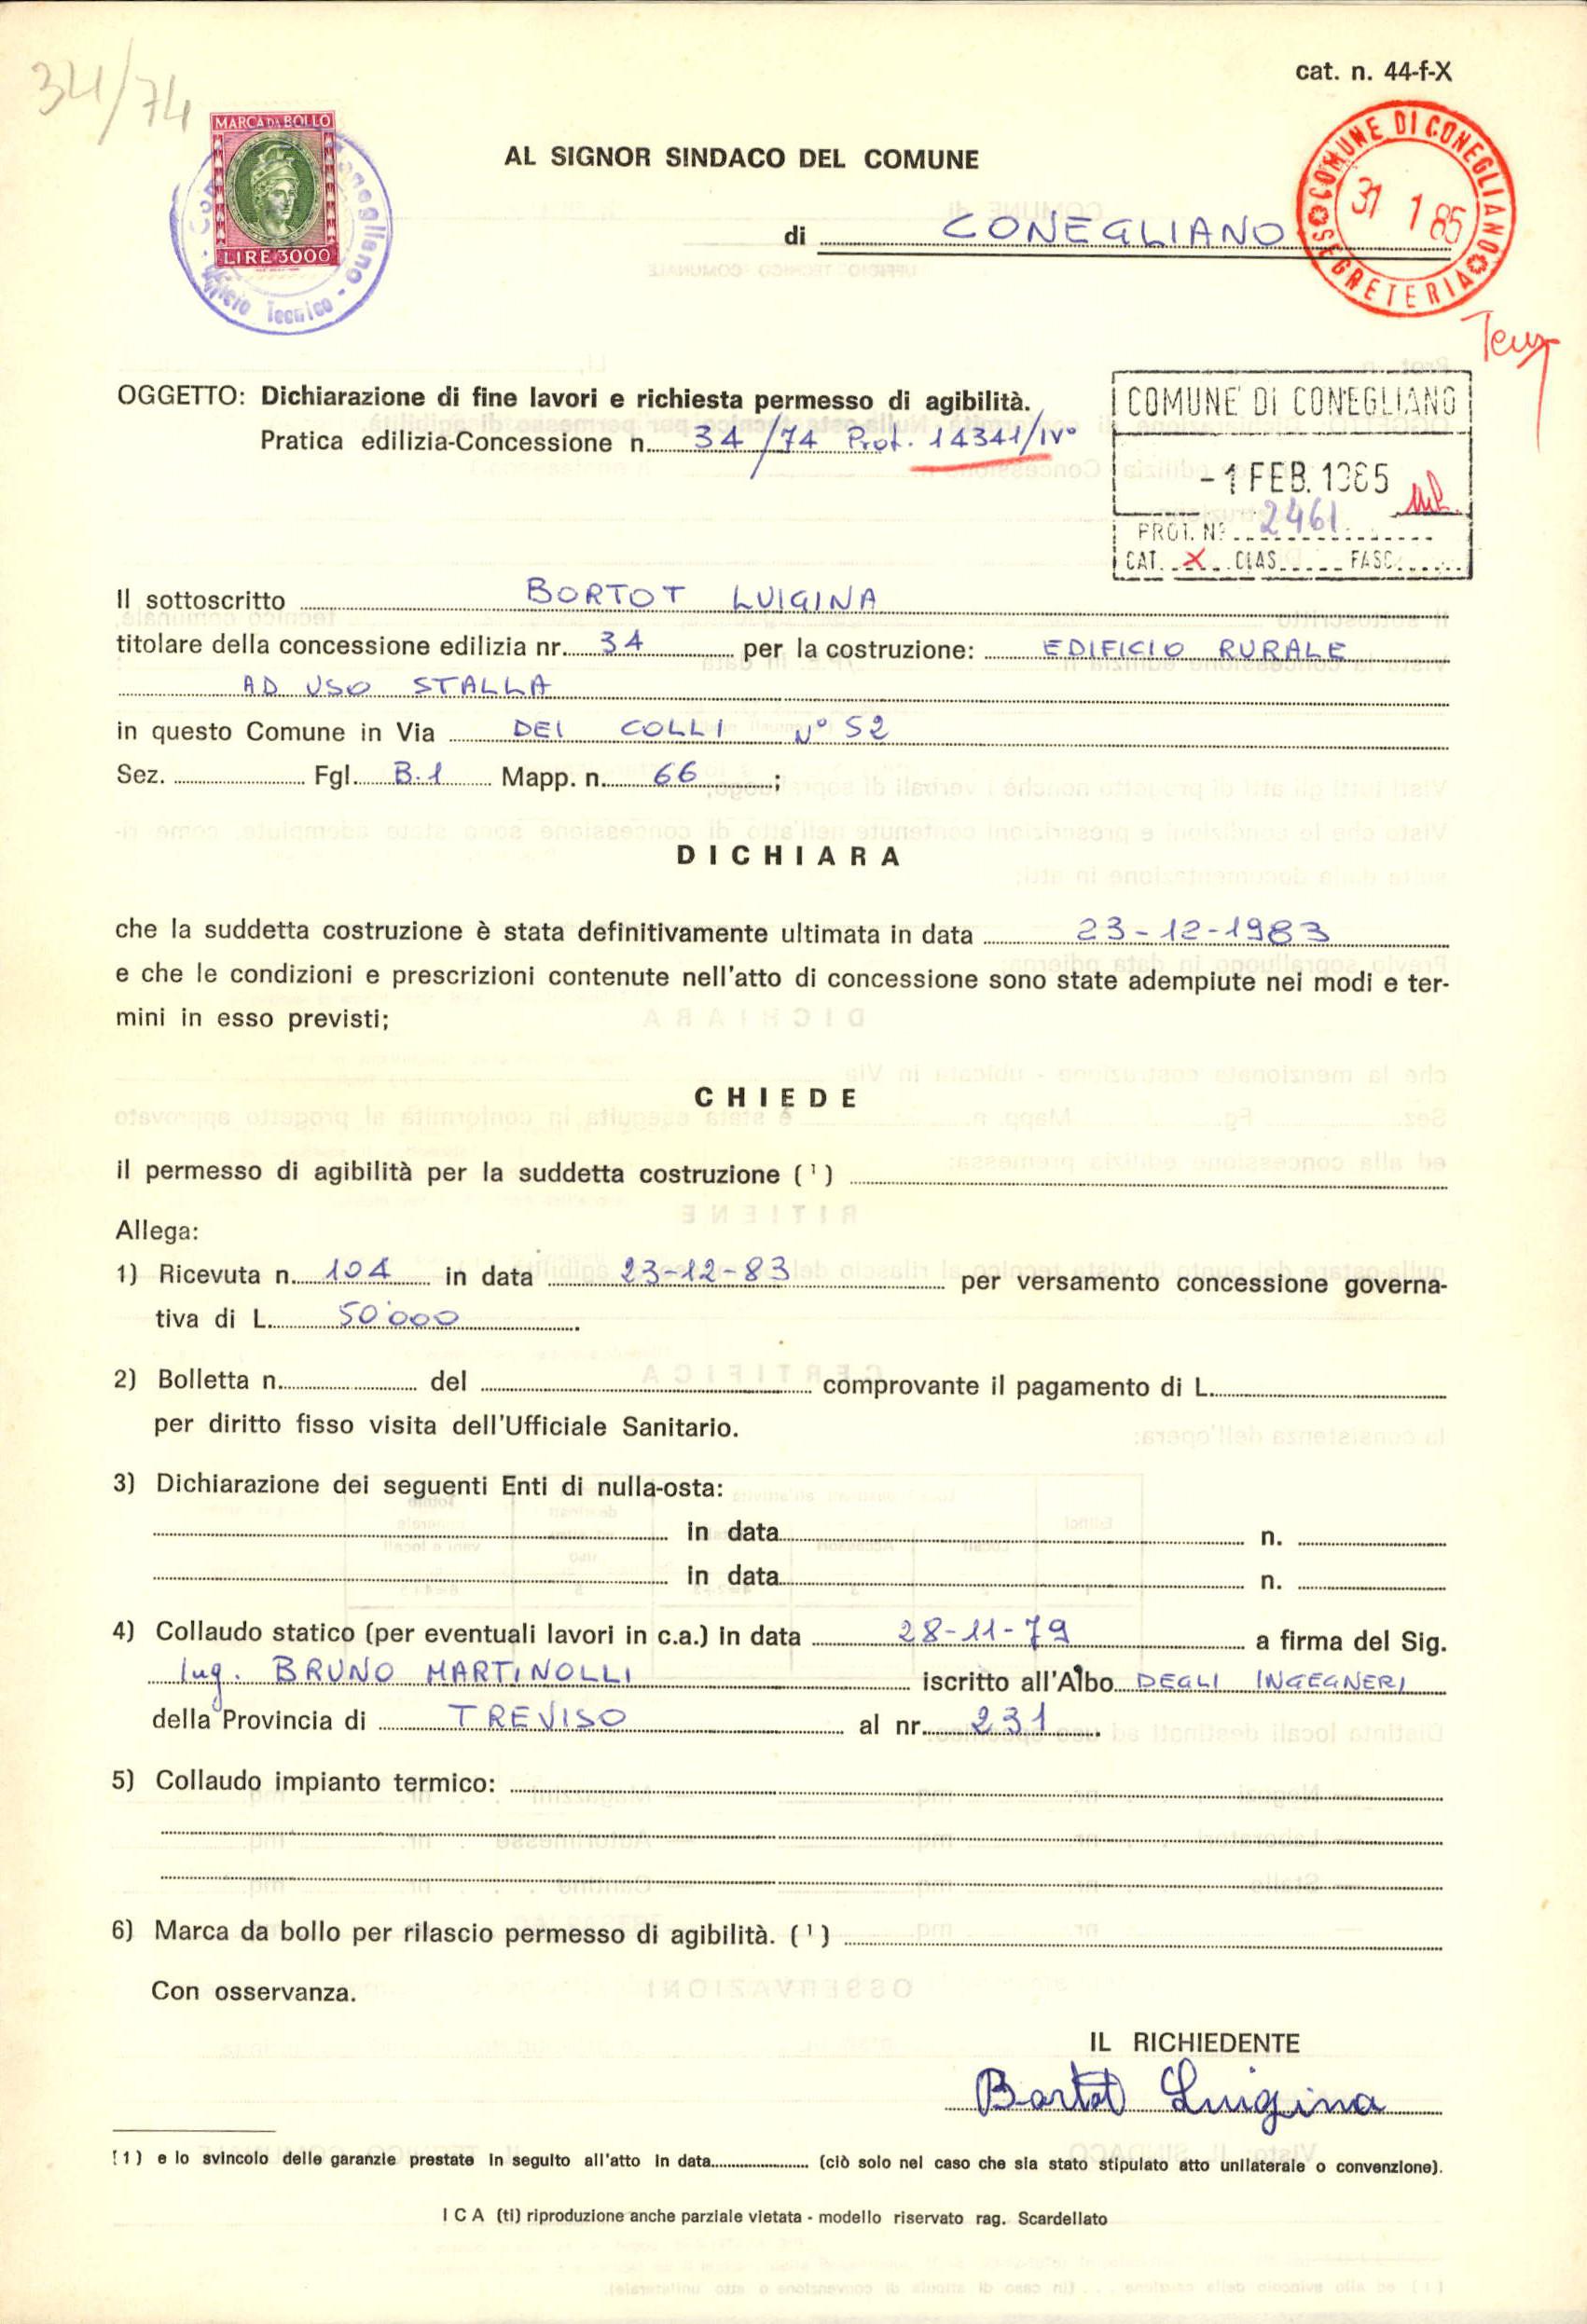 34/74
cat. n. 44-f-X
MARCA DA BOLLO
LIRE 3000
Conegliano - Ufficio Tecnico -
AL SIGNOR SINDACO DEL COMUNE
di CONEGLIANO
COMUNE DI CONEGLIANO
31 1 85
SEGRETERIA
OGGETTO: Dichiarazione di fine lavori e richiesta permesso di agibilità.
Pratica edilizia-Concessione n. 34/74 Prot. 14341/IV°
COMUNE DI CONEGLIANO
-1 FEB. 1985
PROT. N° 2461
CAT. X CLAS. FASC.
Il sottoscritto BORTOT LUIGINA
titolare della concessione edilizia nr. 34 per la costruzione: EDIFICIO RURALE
AD USO STALLA
in questo Comune in Via DEI COLLI N° 52
Sez. Fgl. B.1 Mapp. n. 66 ;
DICHIARA
che la suddetta costruzione è stata definitivamente ultimata in data 23-12-1983
e che le condizioni e prescrizioni contenute nell'atto di concessione sono state adempiute nei modi e ter-
mini in esso previsti;
CHIEDE
il permesso di agibilità per la suddetta costruzione (1)
Allega:
1) Ricevuta n. 104 in data 23-12-83 per versamento concessione governa-
tiva di L. 50'000
2) Bolletta n. del comprovante il pagamento di L.
per diritto fisso visita dell'Ufficiale Sanitario.
3) Dichiarazione dei seguenti Enti di nulla-osta:
in data n.
in data n.
4) Collaudo statico (per eventuali lavori in c.a.) in data 28-11-79 a firma del Sig.
Ing. BRUNO MARTINOLLI iscritto all'Albo DEGLI INGEGNERI
della Provincia di TREVISO al nr. 231.
5) Collaudo impianto termico:
6) Marca da bollo per rilascio permesso di agibilità. (1)
Con osservanza.
IL RICHIEDENTE
Bortot Luigina
(1) e lo svincolo delle garanzie prestate in seguito all'atto in data (ciò solo nel caso che sia stato stipulato atto unilaterale o convenzione).
I C A (ti) riproduzione anche parziale vietata - modello riservato rag. Scardellato